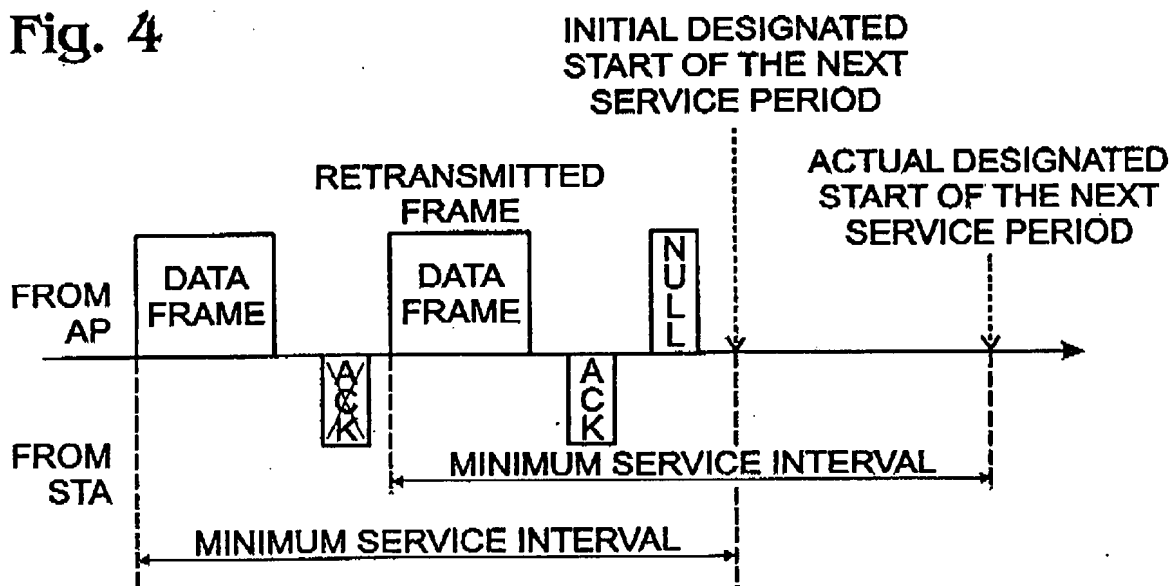 Fig. 4
INITIAL DESIGNATED
START OF THE NEXT
SERVICE PERIOD
ACTUAL DESIGNATED
START OF THE NEXT
SERVICE PERIOD
RETRANSMITTED
FRAME
FROM
AP
DATA
FRAME
DATA
FRAME
NULL
ACK
ACK
FROM
STA
MINIMUM SERVICE INTERVAL
MINIMUM SERVICE INTERVAL